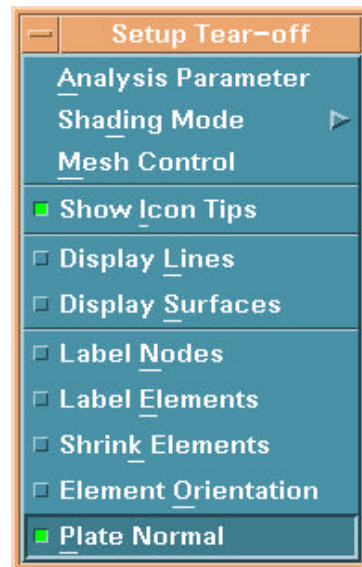 Setup Tear-off
Analysis Parameter
Shading Mode
Mesh Control
Show Icon Tips
Display Lines
Display Surfaces
Label Nodes
Label Elements
Shrink Elements
Element Orientation
Plate Normal